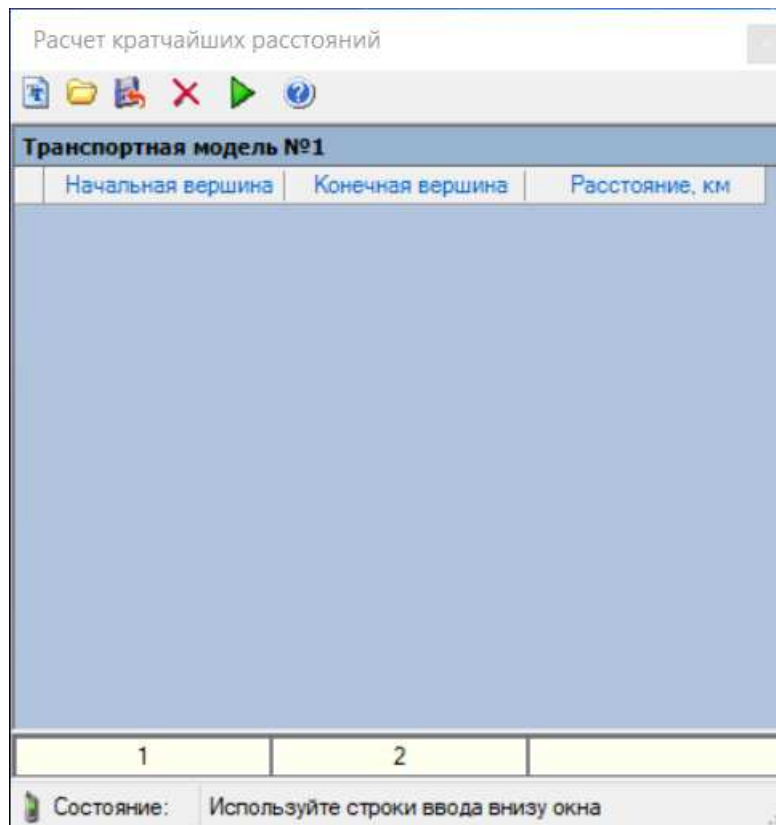 Расчет кратчайших расстояний
Транспортная модель №1
Начальная вершина Конечная вершина Расстояние, км
1 2
Состояние: Используйте строки ввода внизу окна